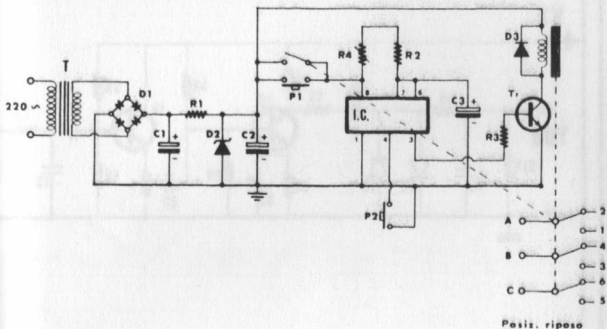 T
220 ~
D1
R1
C1 +
-
D2
C2 +
-
P1
R4
R2
8
7
6
I.C.
1
4
3
C3 +
-
D3
Tr
R3
P2
A
2
1
B
4
3
C
6
5
Posiz. riposo